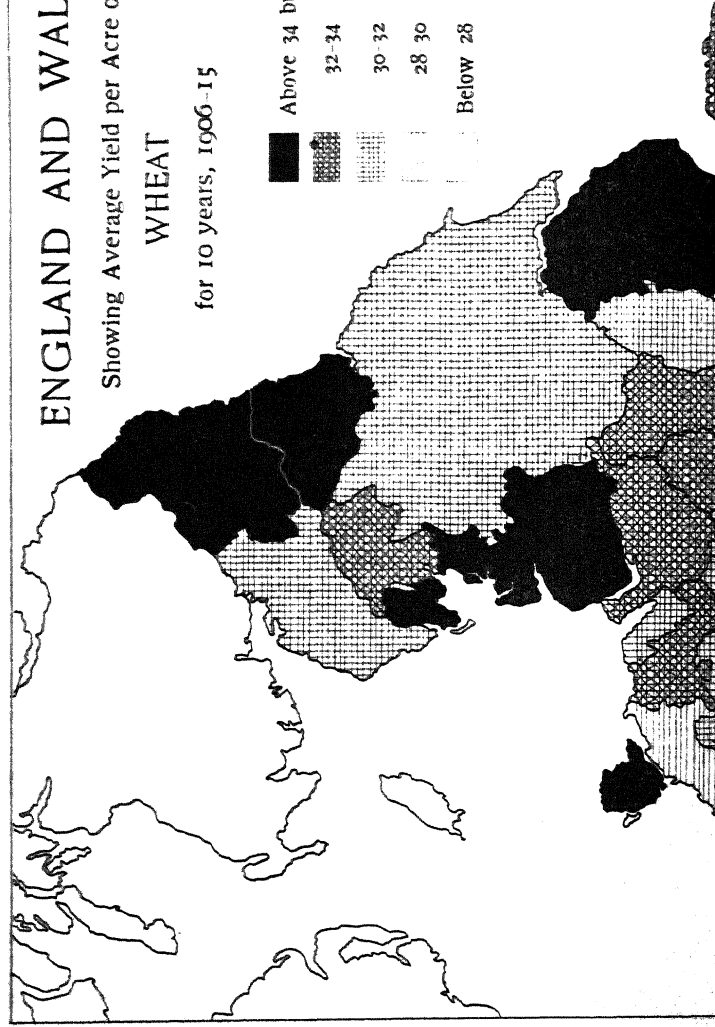 ENGLAND AND
Showing Average Yield per Acre
WHEAT
for 10 years, 1906-15
Above 34
32-34
30-32
28 30
Below 28